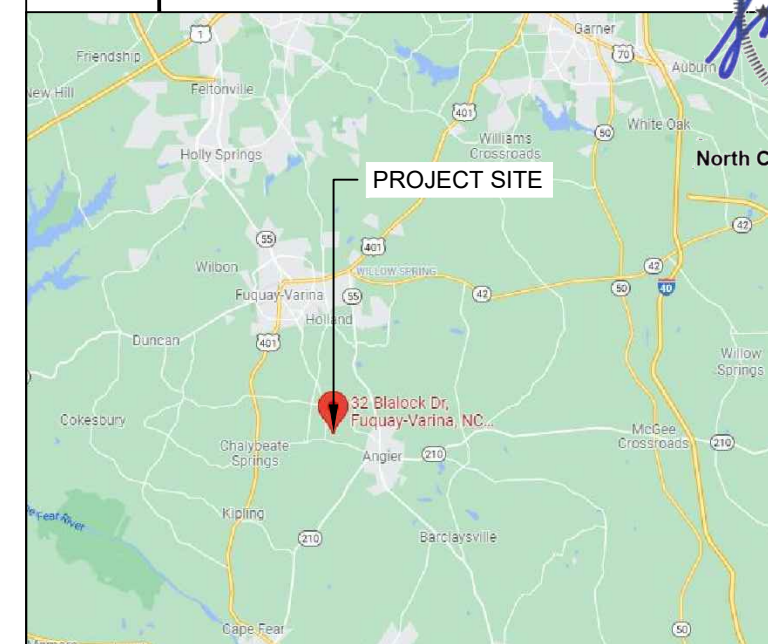 Garner
1
Friendship
70
Auburn
New Hill
Feltonville
401
White Oak
50
Williams
Crossroads
Holly Springs
North C
PROJECT SITE
42
55
401
Wilbon
WILLOW SPRING
42
Fuquay-Varina
55
42
50
40
Holland
Duncan
401
Willow
Springs
32 Blalock Dr,
Fuquay-Varina, NC...
Cokesbury
McGee
Crossroads
210
Chalybeate
Springs
Angier
210
Kipling
e Fear River
210
Barclaysville
Cape Fear
50